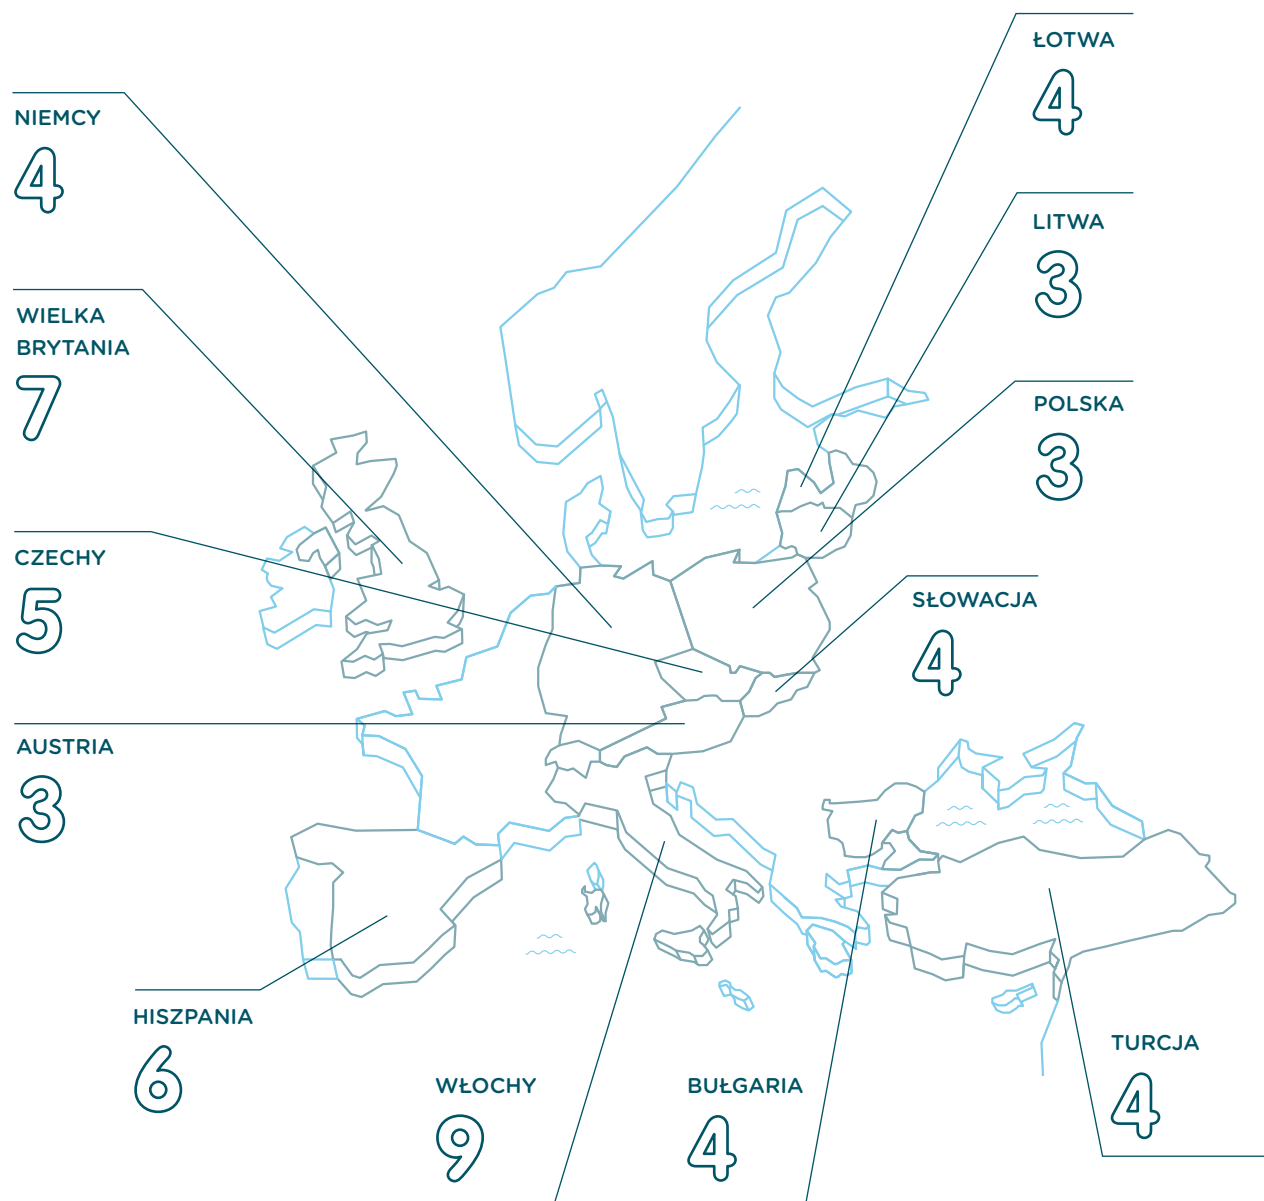 ŁOTWA
4
NIEMCY
4
LITWA
3
WIELKA
BRYTANIA
7
POLSKA
3
CZECHY
5
SŁOWACJA
4
AUSTRIA
3
HISZPANIA
6
WŁOCHY
9
BUŁGARIA
4
TURCJA
4